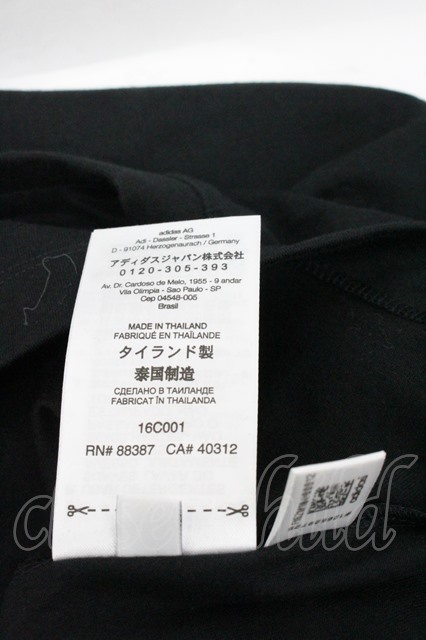 adidas AG
Adi - Dassler - Strasse 1
D - 91074 Herzogenaurach / Germany
アディダスジャパン株式会社
0120-305-393
Av. Dr. Cardoso de Melo, 1955 - 9 andar
Vila Olimpia - Sao Paulo - SP
Cep 04548-005
Brasil
MADE IN THAILAND
FABRIQUÉ EN THAÏLANDE
タイランド製
泰国制造
СДЕЛАНО В ТАИЛАНДЕ
FABRICAT ÎN THAILANDA
16C001
RN# 88387 CA# 40312
adidas